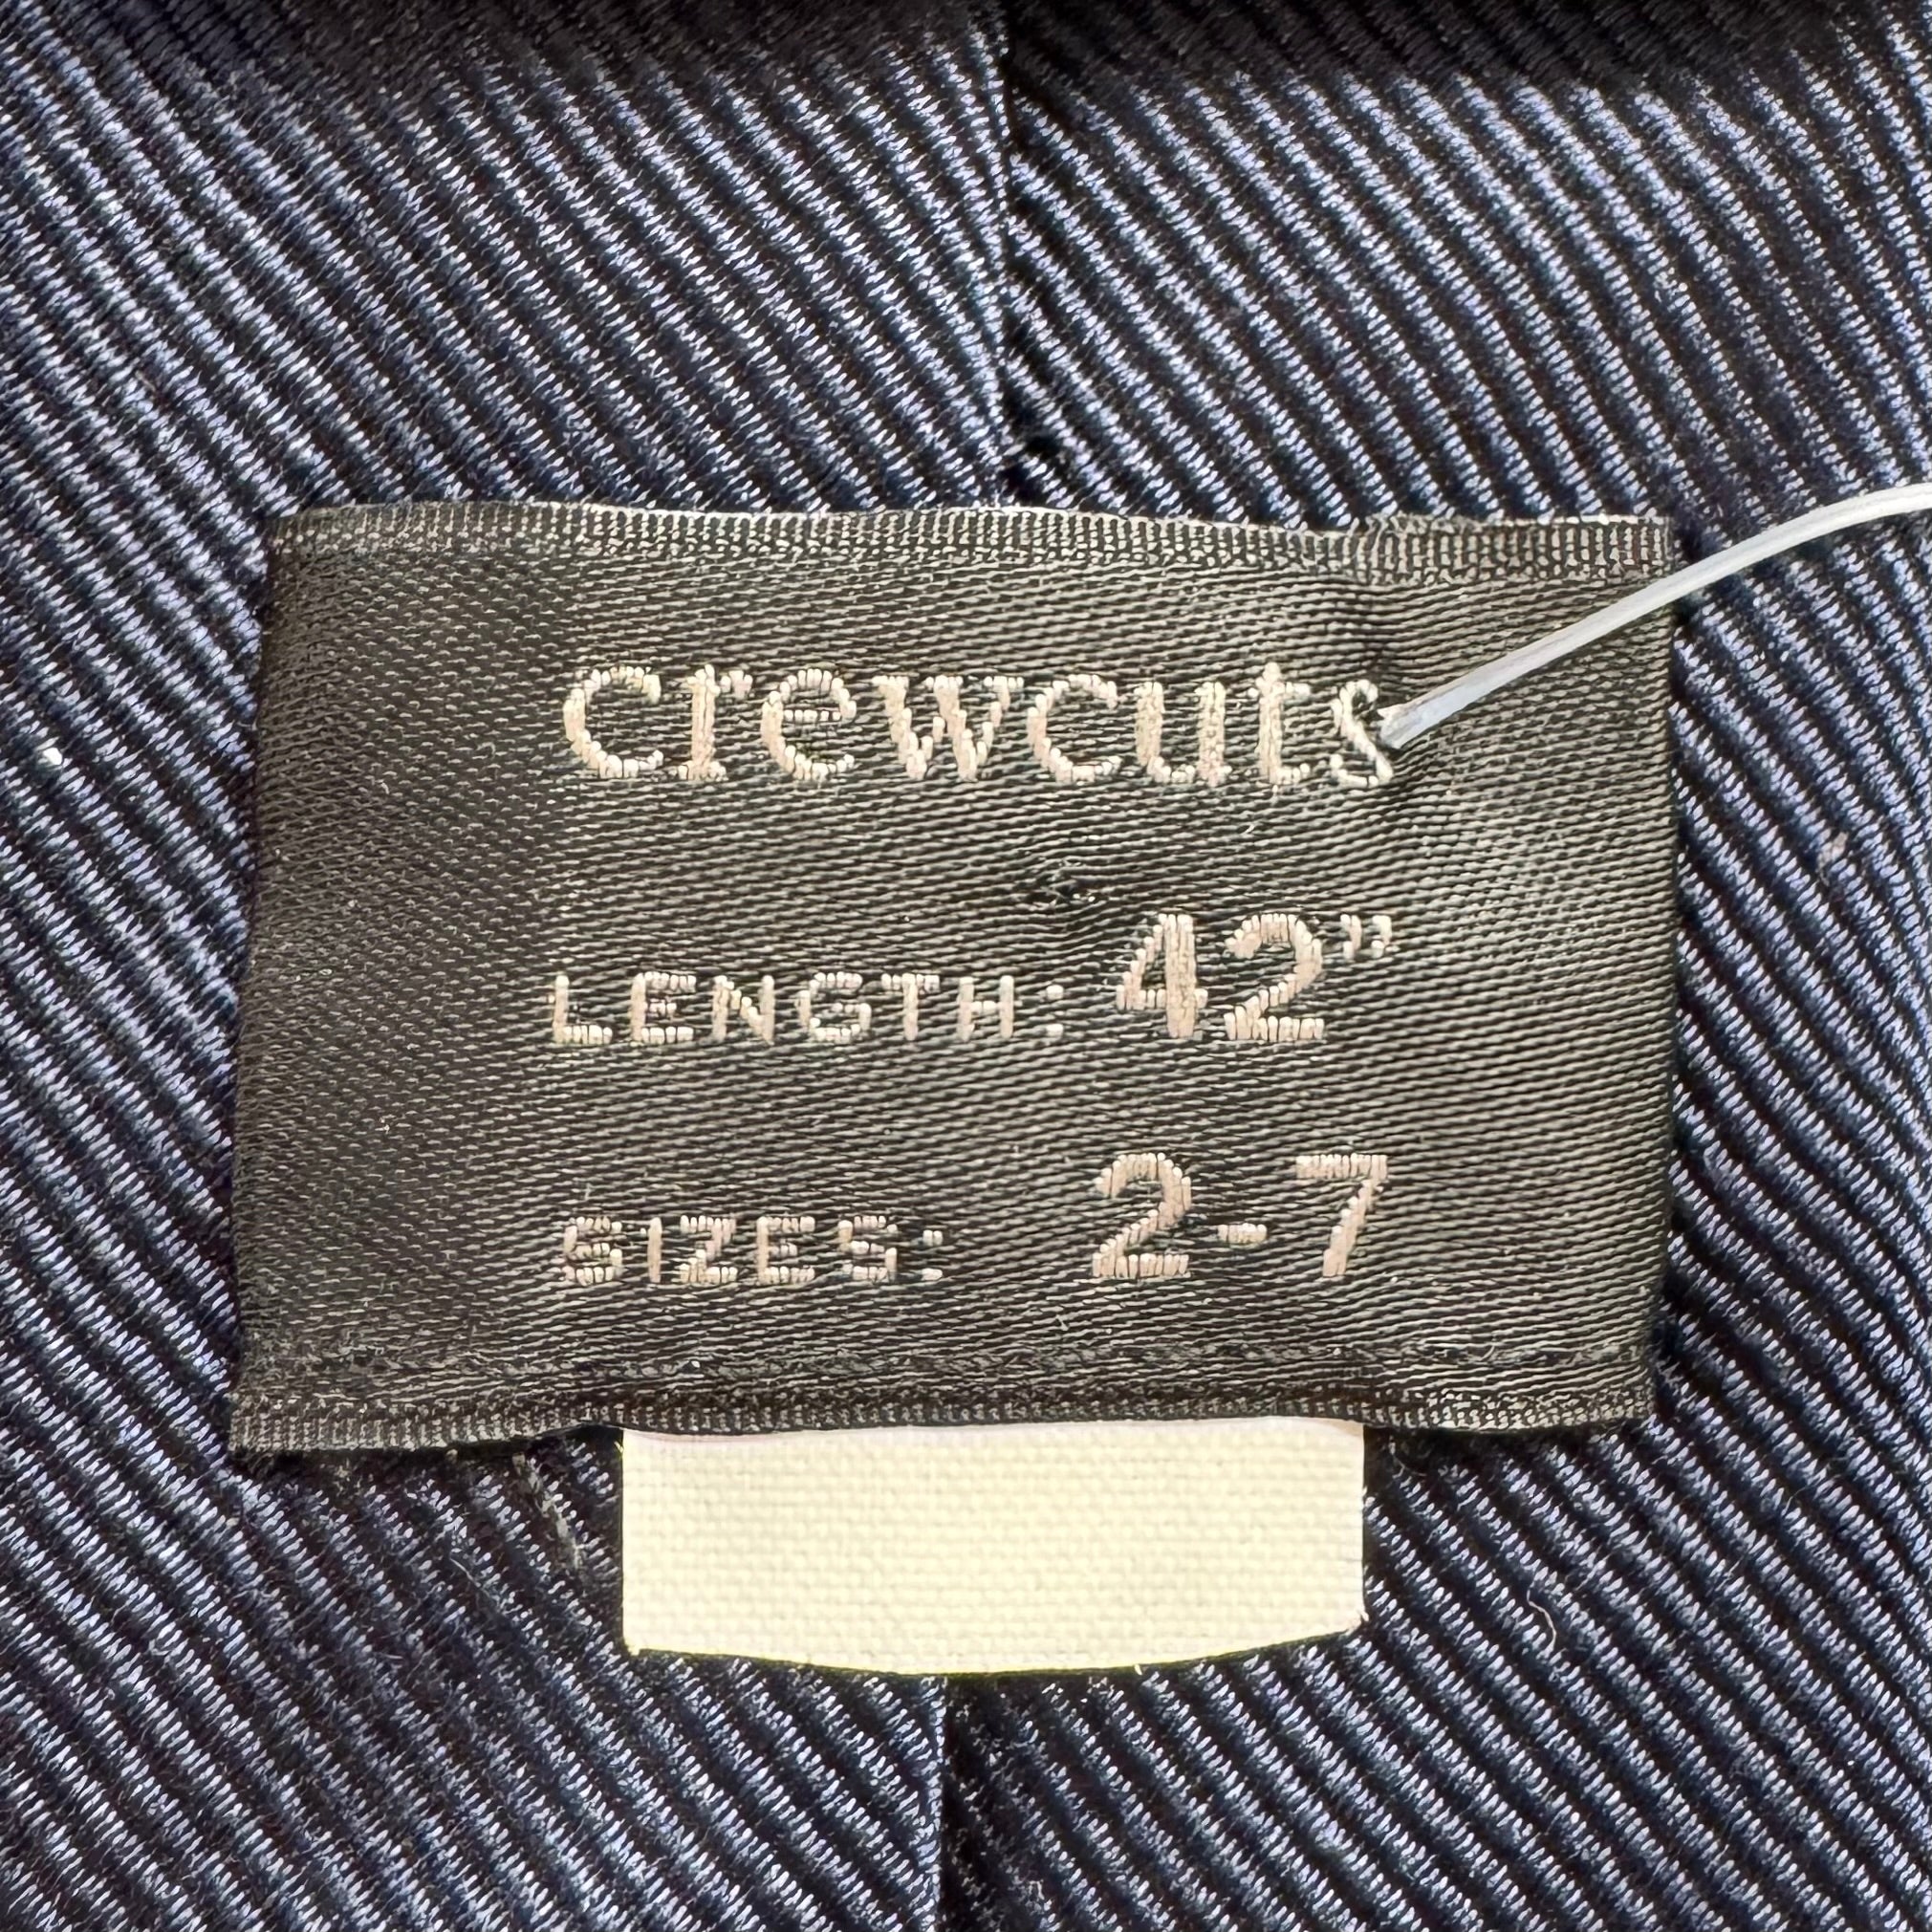 crewcuts
LENGTH: 42"
SIZES: 2-7